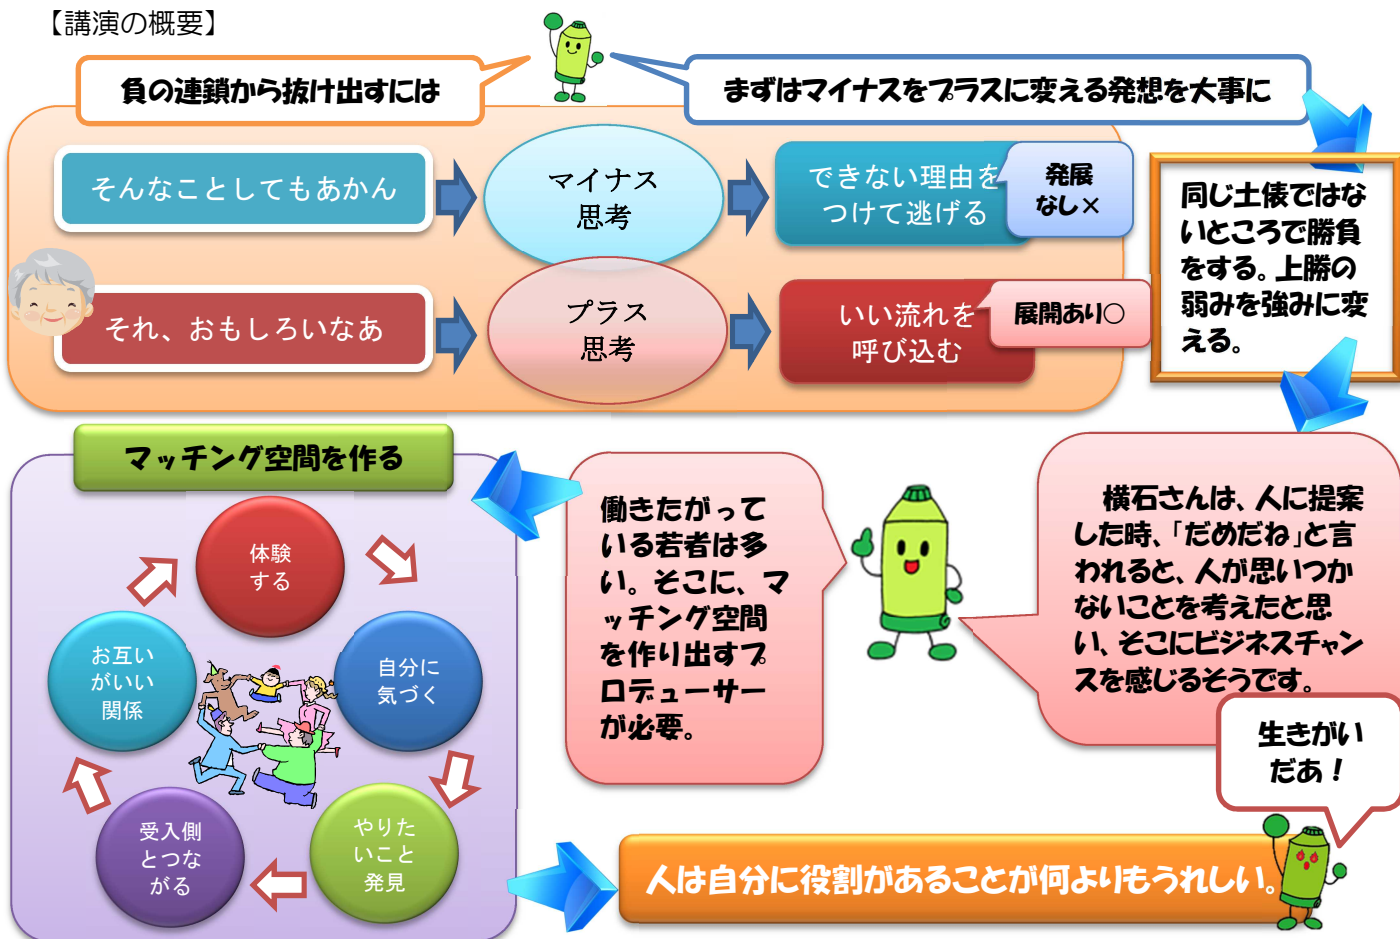 【講演の概要】
負の連鎖から抜け出すには
まずはマイナスをプラスに変える発想を大事に
そんなことしてもあかん
マイナス
思考
できない理由を
つけて逃げる
発展
なし×
それ、おもしろいなあ
プラス
思考
いい流れを
呼び込む
展開あり○
同じ土俵ではな
いところで勝負
をする。上勝の
弱みを強みに変
える。
横石さんは、人に提案
した時、「だめだね」と言
われると、人が思いつか
ないことを考えたと思
い、そこにビジネスチャン
スを感じるそうです。
働きたがって
いる若者は多
い。そこに、マ
ッチング空間
を作り出すプ
ロデューサー
が必要。
マッチング空間を作る
体験
する
自分に
気づく
やりた
いこと
発見
受入側
とつな
がる
お互い
がいい
関係
人は自分に役割があることが何よりもうれしい。
生きがい
だあ！